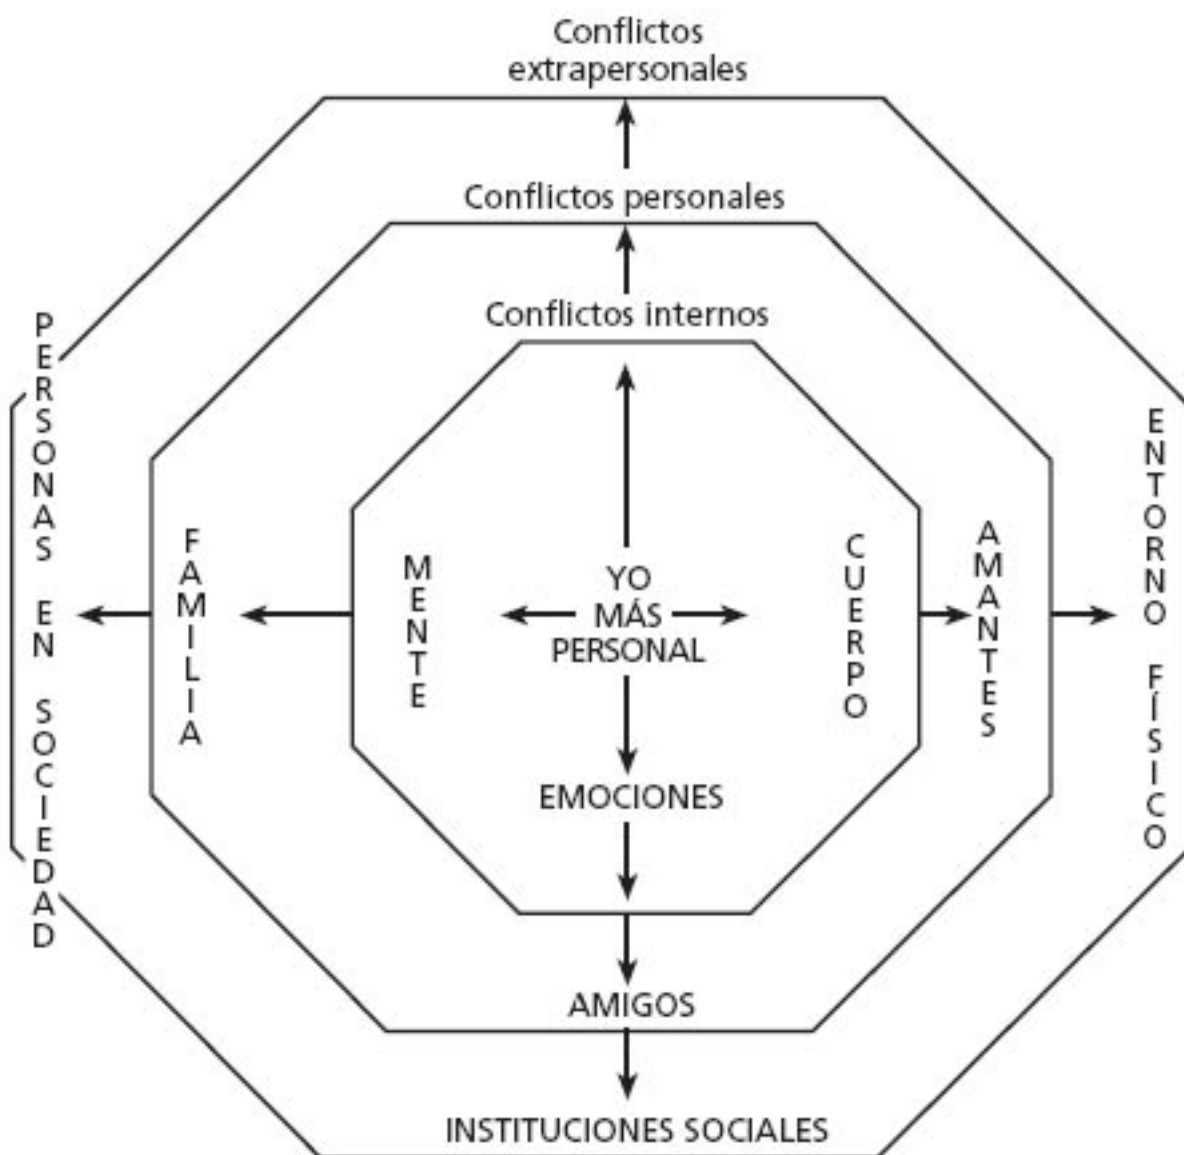 Conflictos
extrapersonales
Conflictos personales
Conflictos internos
PERSONAS EN SOCIEDAD
FAMILIA
MENTE
YO
MÁS
PERSONAL
CUERPO
AMANTES
ENTORNO FÍSICO
EMOCIONES
AMIGOS
INSTITUCIONES SOCIALES